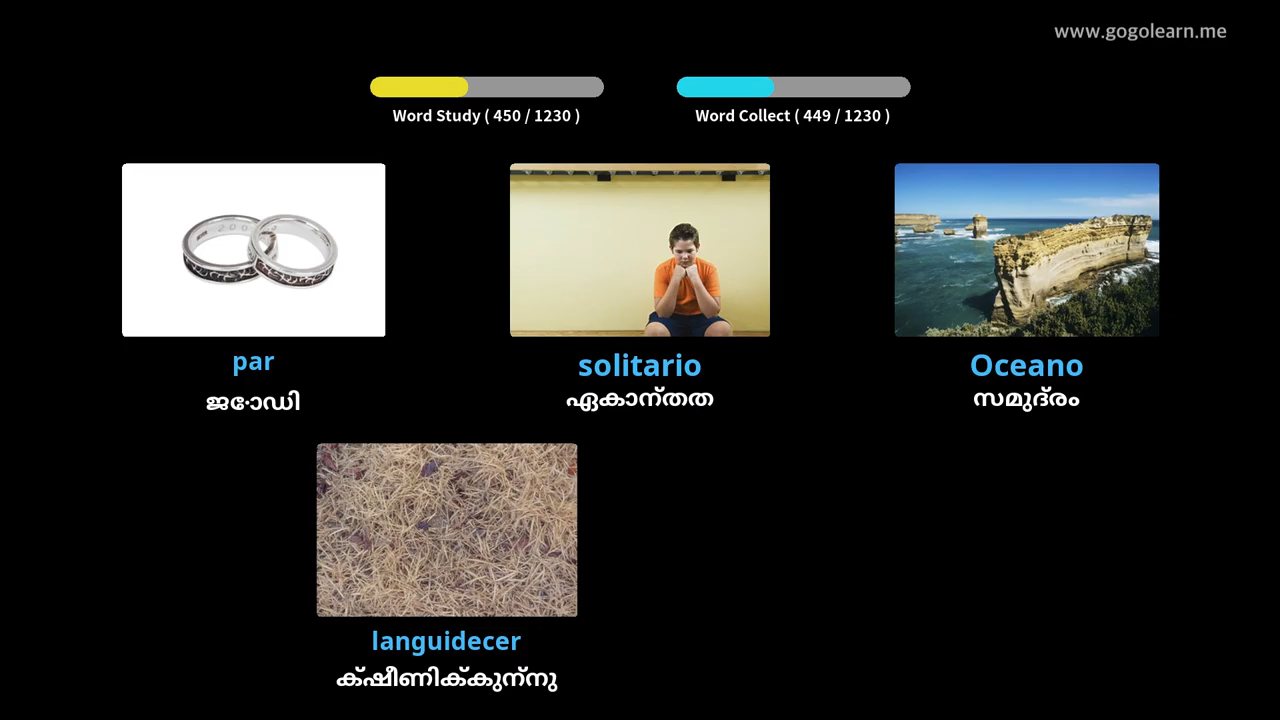 www.gogolearn.me
Word Study ( 450 / 1230 )
Word Collect ( 449 / 1230 )
par
ജോഡി
solitario
ഏകാന്തത
Oceano
സമുദ്രം
languidecer
ക്ഷീണിക്കുന്നു